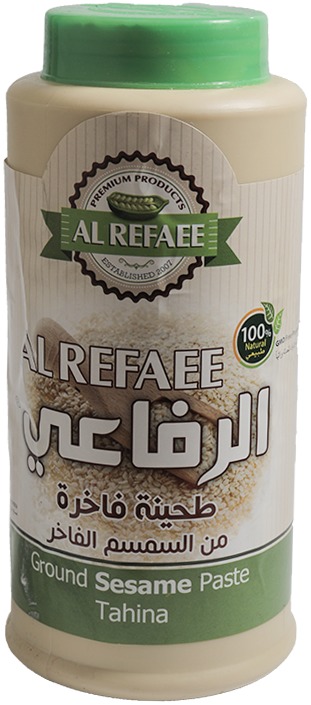 PREMIUM PRODUCTS
AL REFAEE
ESTABLISHED 2007
100%
Natural
طبيعي
AL REFAEE
الرفاعي
طحينة فاخرة
من السمسم الفاخر
Ground Sesame Paste
Tahina